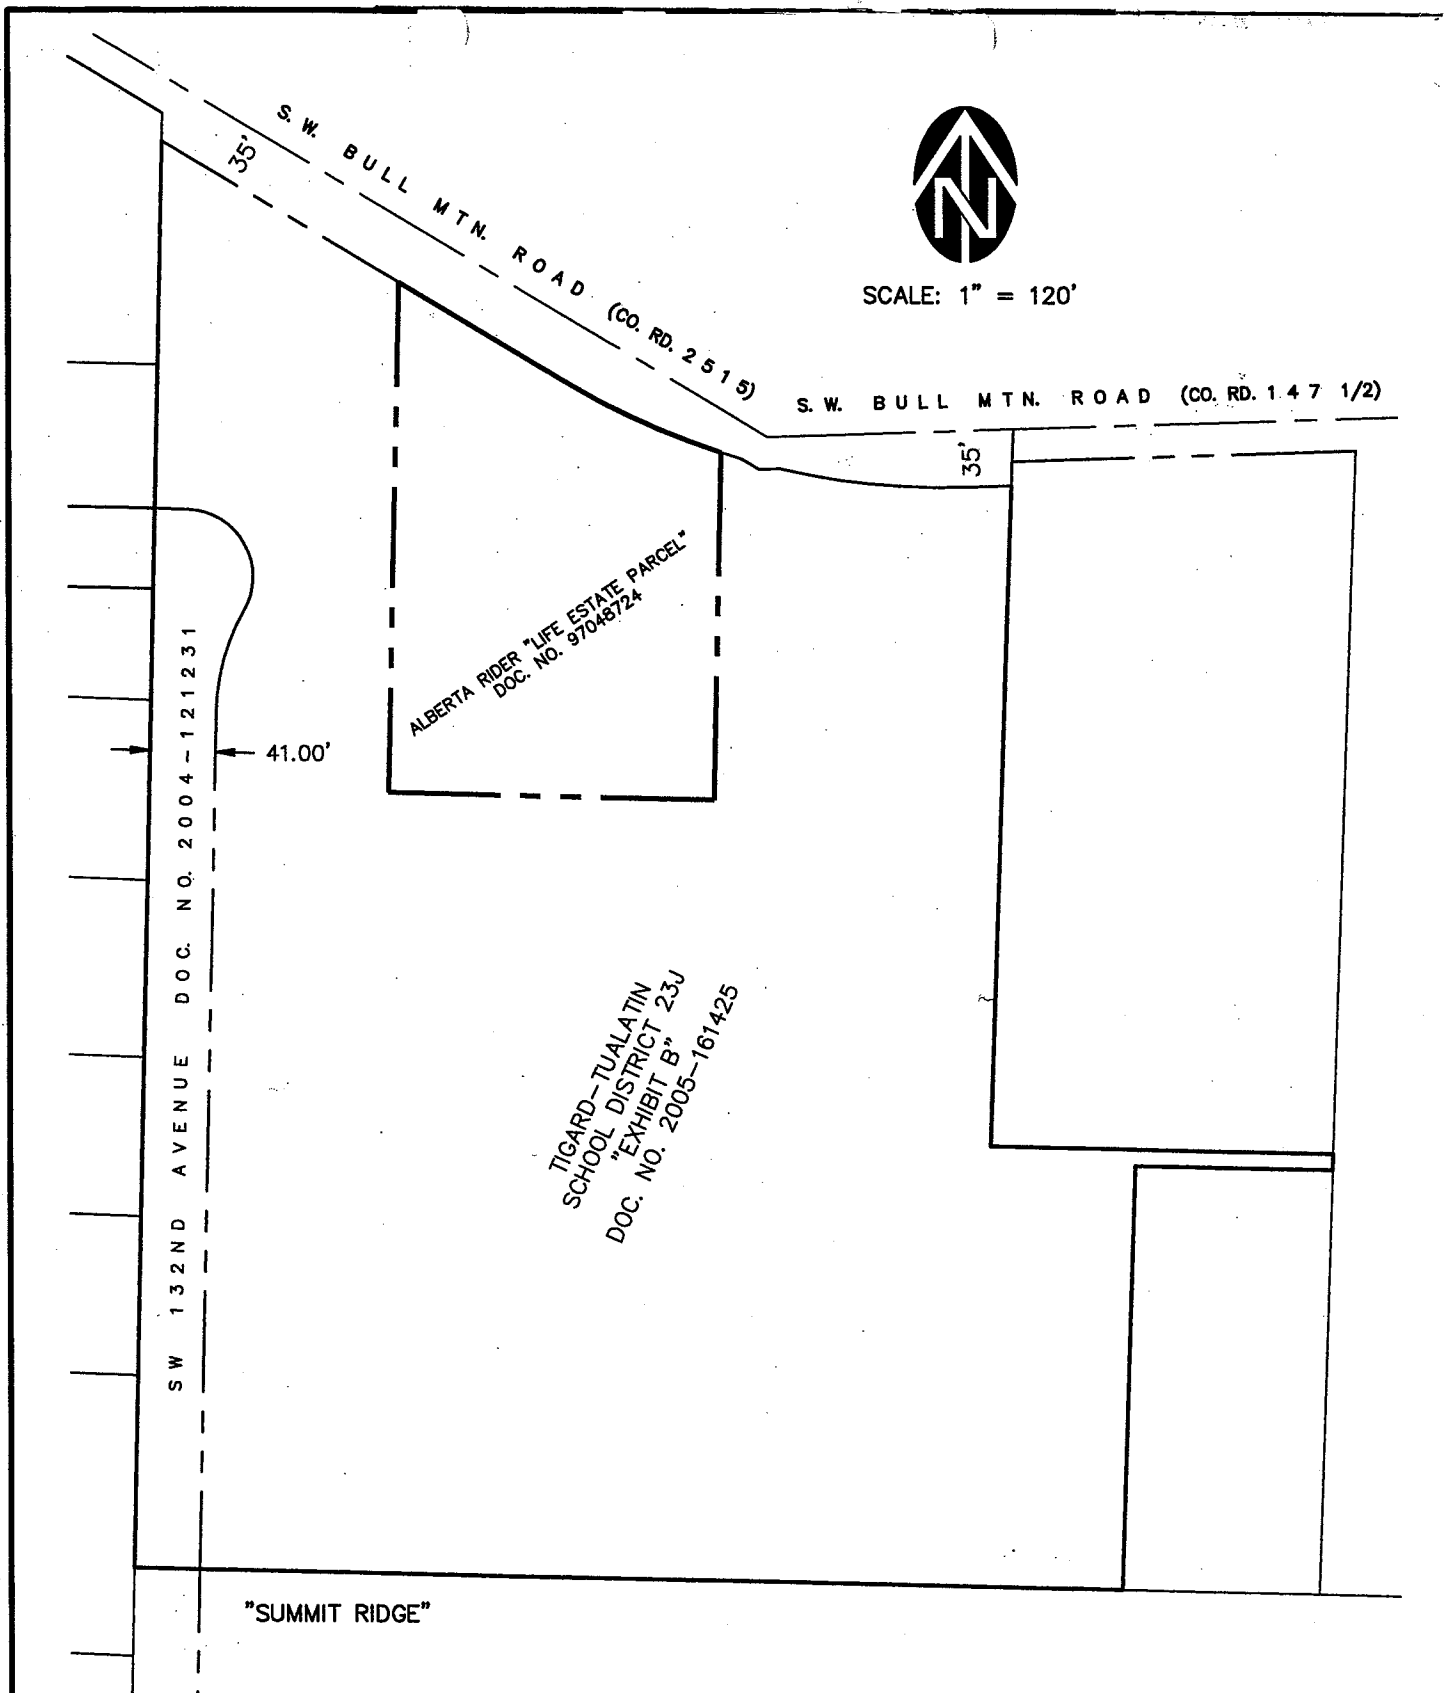 S. W. BULL MTN. ROAD (CO. RD. 2515)
35'
N
SCALE: 1" = 120'
S. W. BULL MTN. ROAD (CO. RD. 147 1/2)
35'
ALBERTA RIDER "LIFE ESTATE PARCEL"
DOC. NO. 97048724
41.00'
SW 132ND AVENUE DOC. NO. 2004-121231
TIGARD-TUALATIN
SCHOOL DISTRICT 23J
"EXHIBIT B"
DOC. NO. 2005-161425
"SUMMIT RIDGE"